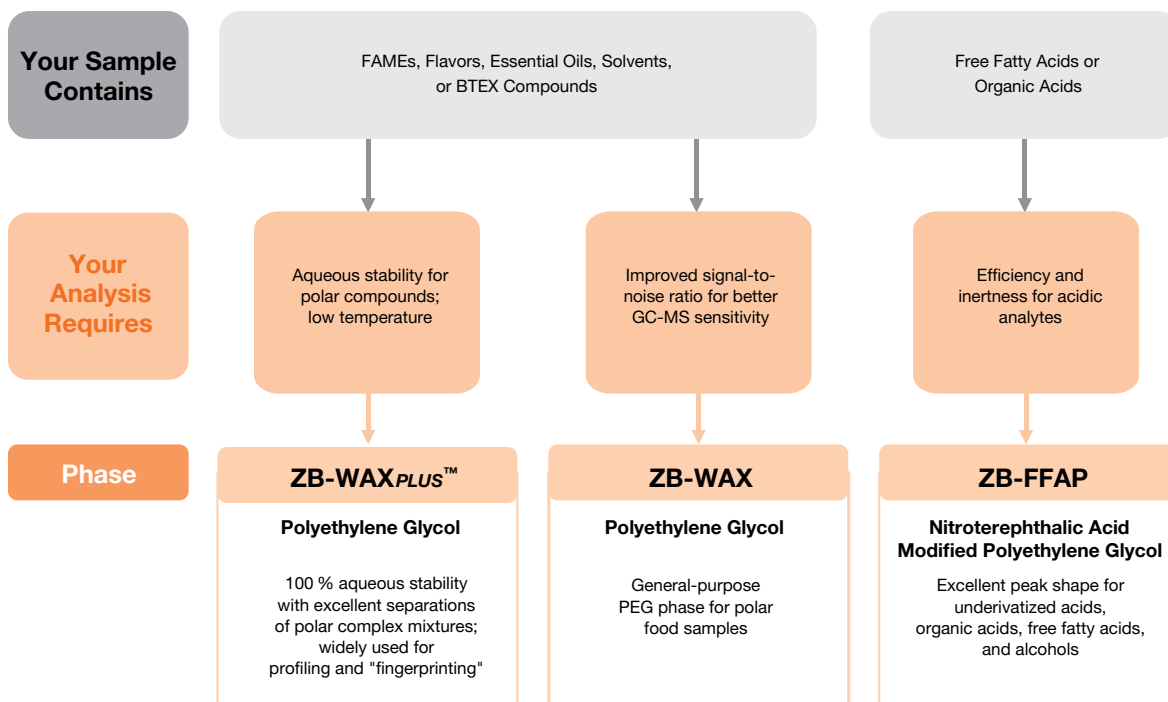 Your Sample
Contains
FAMEs, Flavors, Essential Oils, Solvents,
or BTEX Compounds
Free Fatty Acids or
Organic Acids
Your
Analysis
Requires
Aqueous stability for
polar compounds;
low temperature
Improved signal-to-
noise ratio for better
GC-MS sensitivity
Efficiency and
inertness for acidic
analytes
Phase
ZB-WAXPLUS™
Polyethylene Glycol
100 % aqueous stability
with excellent separations
of polar complex mixtures;
widely used for
profiling and "fingerprinting"
ZB-WAX
Polyethylene Glycol
General-purpose
PEG phase for polar
food samples
ZB-FFAP
Nitroterephthalic Acid
Modified Polyethylene Glycol
Excellent peak shape for
underivatized acids,
organic acids, free fatty acids,
and alcohols